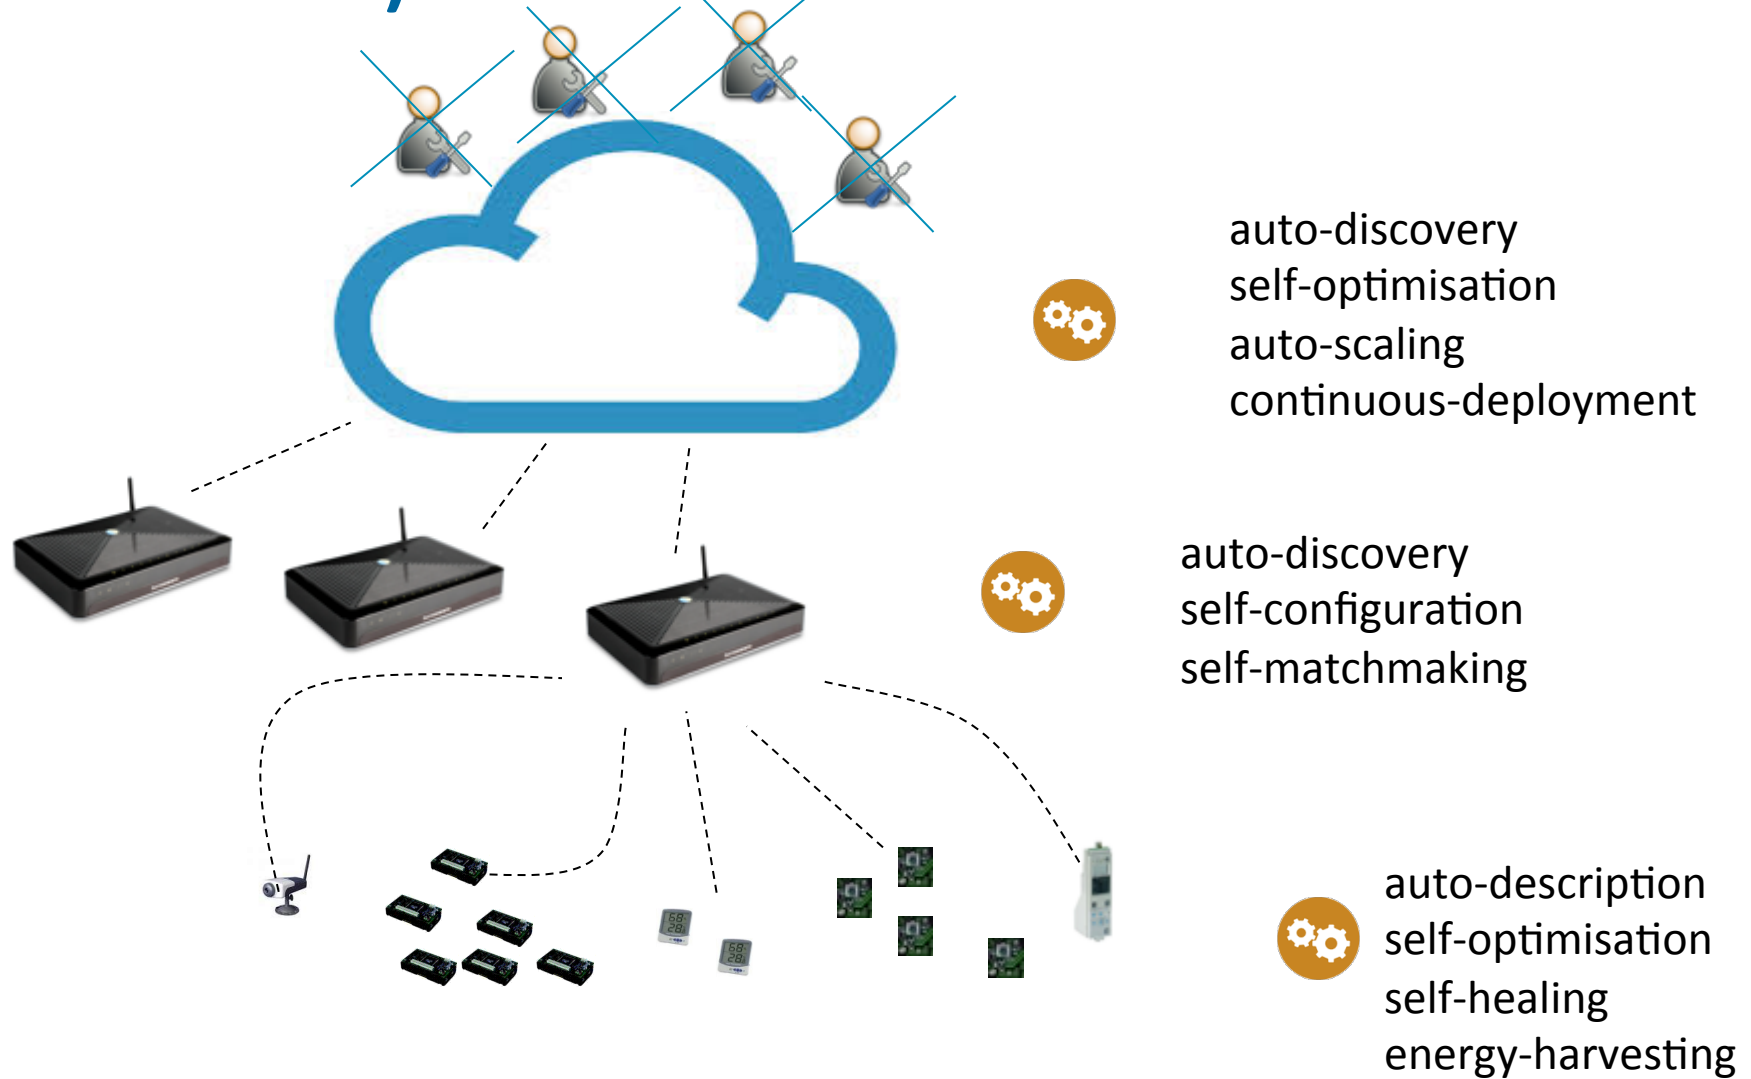 auto-discovery
self-optimisation
auto-scaling
continuous-deployment
auto-discovery
self-configuration
self-matchmaking
auto-description
self-optimisation
self-healing
energy-harvesting